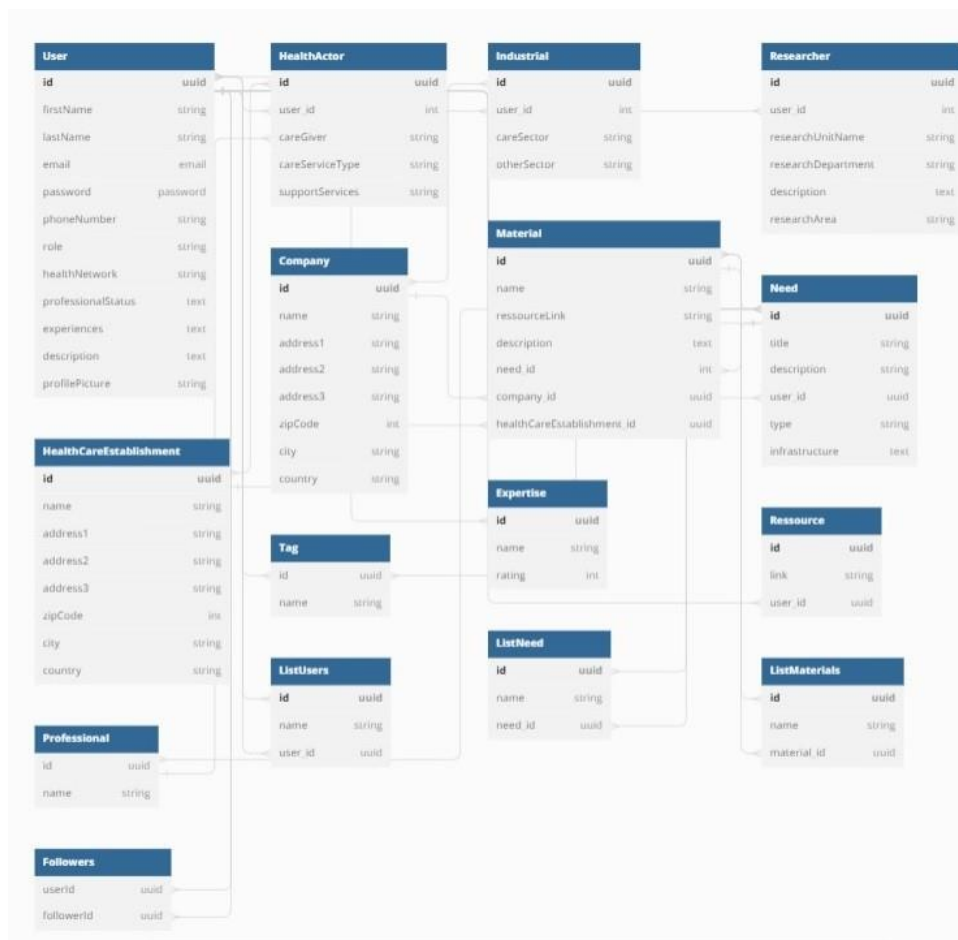 User
id uuid
firstName string
lastName string
email email
password password
phoneNumber string
role string
healthNetwork string
professionalStatus text
experiences text
description text
profilePicture string
HealthActor
id uuid
user_id int
careGiver string
careServiceType string
supportServices string
Industrial
id uuid
user_id int
careSector string
otherSector string
Researcher
id uuid
user_id int
researchUnitName string
researchDepartment string
description text
researchArea string
Company
id uuid
name string
address1 string
address2 string
address3 string
zipCode int
city string
country string
Material
id uuid
name string
ressourceLink string
description text
need_id int
company_id uuid
healthCareEstablishment_id uuid
Need
id uuid
title string
description string
user_id uuid
type string
infrastructure text
HealthCareEstablishment
id uuid
name string
address1 string
address2 string
address3 string
zipCode int
city string
country string
Tag
id uuid
name string
Expertise
id uuid
name string
rating int
Ressource
id uuid
link string
user_id uuid
ListUsers
id uuid
name string
user_id uuid
ListNeed
id uuid
name string
need_id uuid
ListMaterials
id uuid
name string
material_id uuid
Professional
id uuid
name string
Followers
userId uuid
followerId uuid